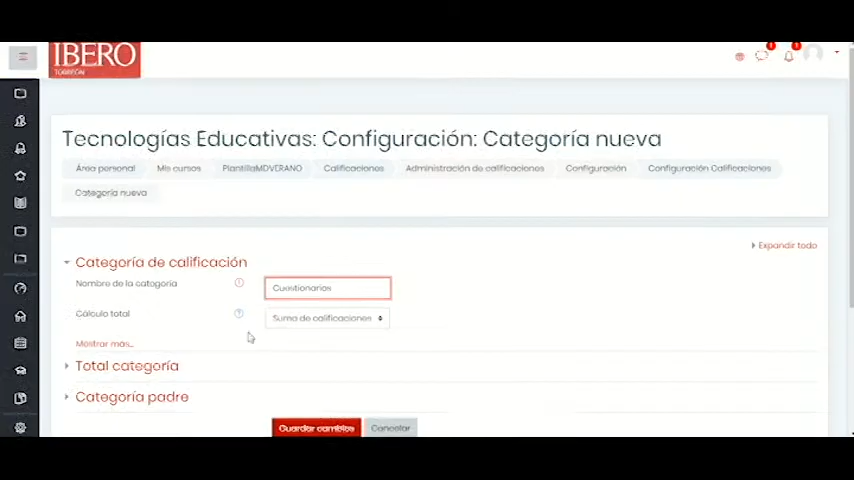 IBERO
TORREÓN
Tecnologías Educativas: Configuración: Categoría nueva
Área personal Mis cursos PlantillaMDVERANO Calificaciones Administración de calificaciones Configuración Configuración Calificaciones
Categoría nueva
Expandir todo
Categoría de calificación
Nombre de la categoría Cuestionarios
Cálculo total Suma de calificaciones
Mostrar más...
Total categoría
Categoría padre
Guardar cambios Cancelar